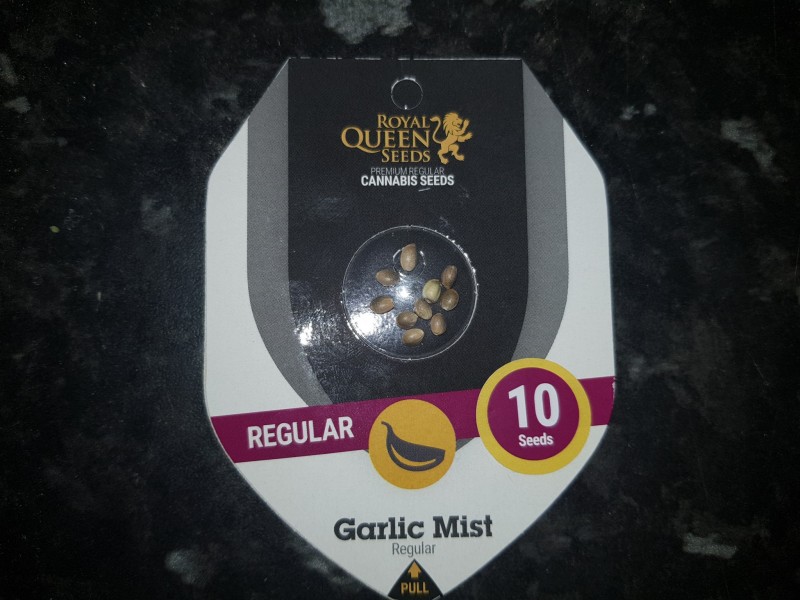 ROYAL
QUEEN
SEEDS
PREMIUM REGULAR
CANNABIS SEEDS
10
Seeds
REGULAR
Garlic Mist
Regular
PULL